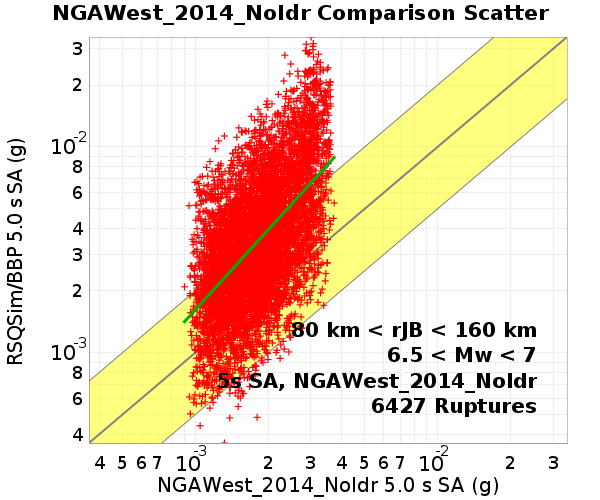 NGAWest_2014_NoIdr Comparison Scatter
RSQSim/BBP 5.0 s SA (g)
3
2
10-2
8
6
4
3
2
10-3
8
6
4
80 km < rJB < 160 km
6.5 < Mw < 7
5s SA, NGAWest_2014_NoIdr
6427 Ruptures
4 5 6 7 10-3 2 3 4 5 6 7 10-2 2 3
NGAWest_2014_NoIdr 5.0 s SA (g)